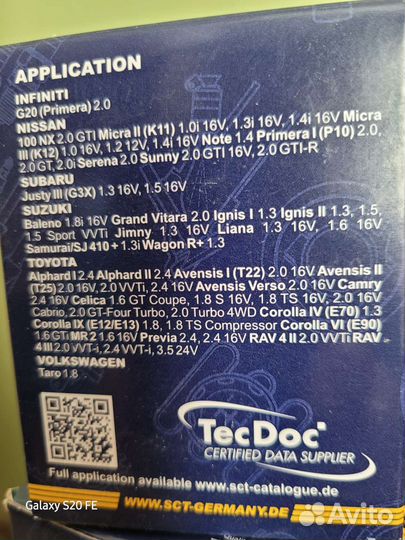 APPLICATION
INFINITI
G20 (Primera) 2.0
NISSAN
100 NX 2.0 GTI Micra II (K11) 1.0i 16V, 1.3i 16V, 1.4i 16V Micra
III (K12) 1.0 16V, 1.2 12V, 1.4i 16V Note 1.4 Primera I (P10) 2.0,
2.0 GT, 2.0i Serena 2.0 Sunny 2.0 GTI 16V, 2.0 GTI-R
SUBARU
Justy III (G3X) 1.3 16V, 1.5 16V
SUZUKI
Baleno 1.8i 16V Grand Vitara 2.0 Ignis I 1.3 Ignis II 1.3, 1.5,
1.5 Sport VVTi Jimny 1.3 16V Liana 1.3 16V, 1.6 16V
Samurai/SJ 410 + 1.3i Wagon R+ 1.3
TOYOTA
Alphard I 2.4 Alphard II 2.4 Avensis I (T22) 2.0 16V Avensis II
(T25) 2.0 16V, 2.0 VVTi, 2.4 16V Avensis Verso 2.0 16V Camry
2.4 16V Celica 1.6 GT Coupe, 1.8 S 16V, 1.8 TS 16V, 2.0 16V
Cabrio, 2.0 GT-Four Turbo, 2.0 Turbo 4WD Corolla IV (E70) 1.3
Corolla IX (E12/E13) 1.8, 1.8 TS Compressor Corolla VI (E90)
1.6 GTi MR 2 1.6 16V Previa 2.4, 2.4 16V RAV 4 II 2.0 VVTi RAV
4 III 2.0 VVT-i, 2.4 VVT-i, 3.5 24V
VOLKSWAGEN
Taro 1.8
TecDoc
CERTIFIED DATA SUPPLIER
Full application available: www.sct-catalogue.de
WWW.SCT-GERMANY.DE
Galaxy S20 FE
Avito